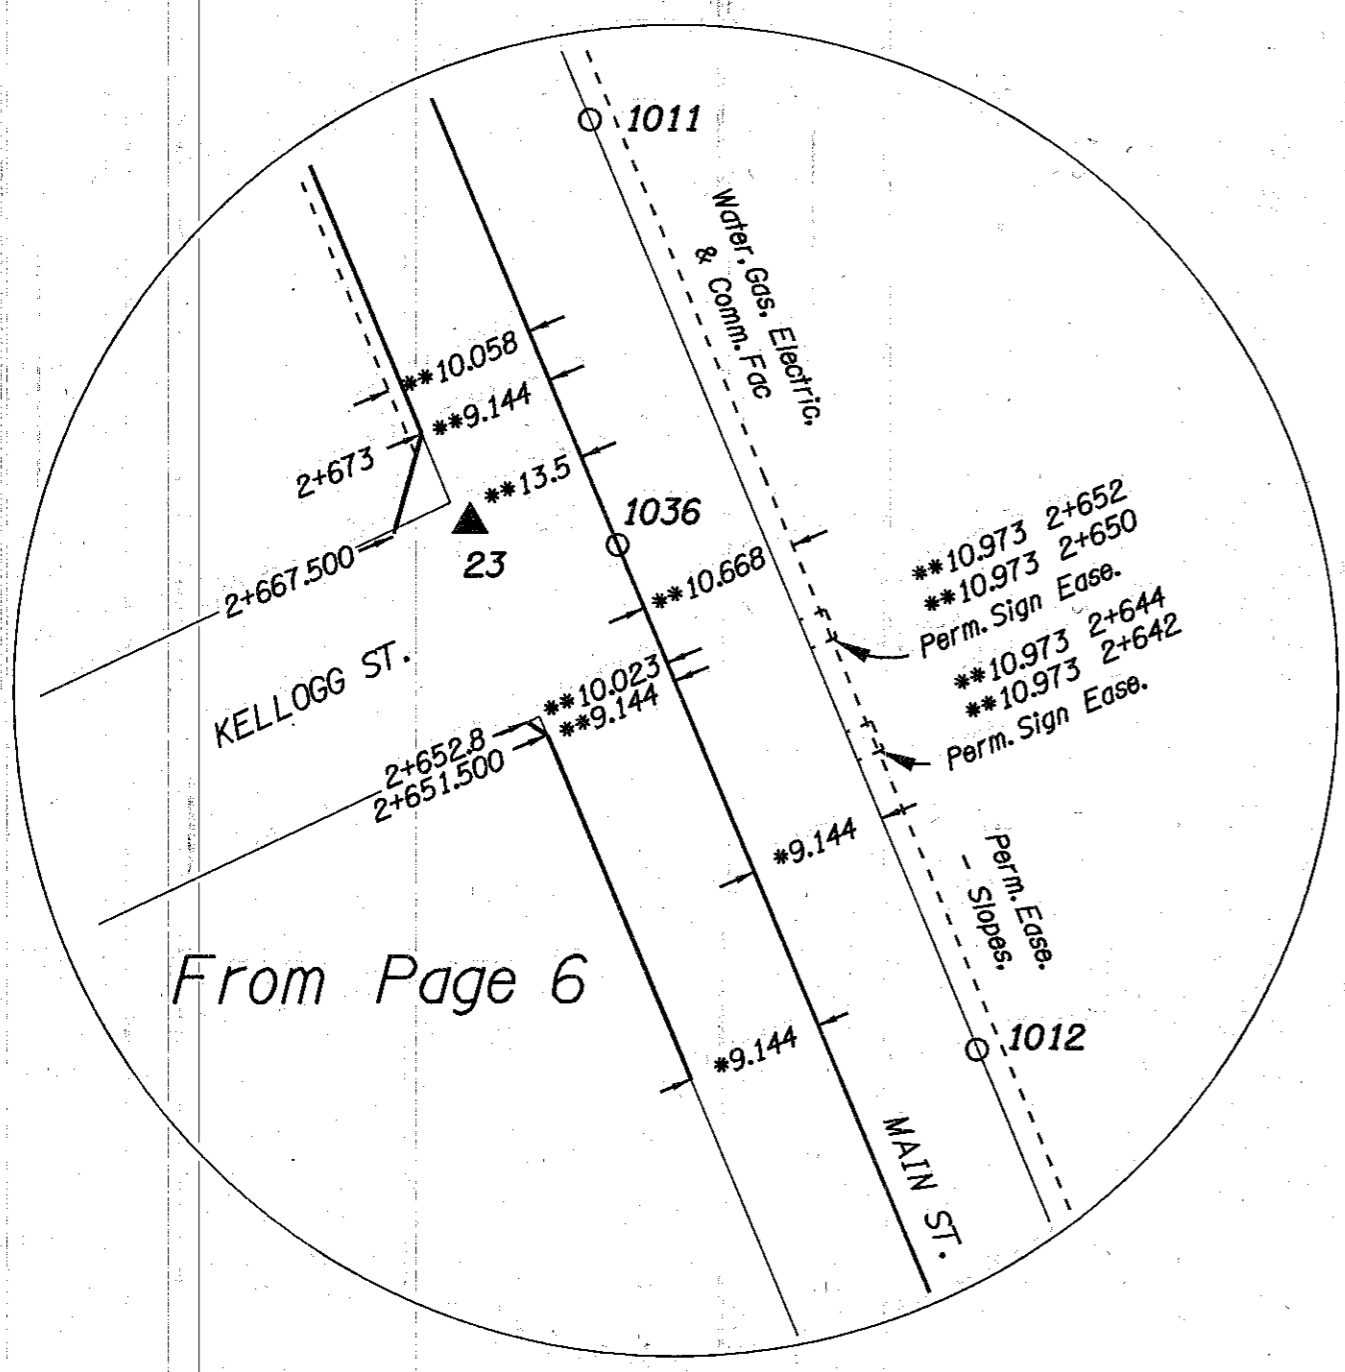 1011
Water, Gas, Electric,
& Comm. Fac
**10.058
**9.144
2+673
**13.5
1036
23
2+667.500
**10.668
**10.973 2+652
**10.973 2+650
Perm. Sign Ease.
**10.973 2+644
**10.973 2+642
Perm. Sign Ease.
KELLOGG ST.
**10.023
**9.144
2+652.8
2+651.500
*9.144
Perm. Ease.
- Slopes.
From Page 6
*9.144
1012
MAIN ST.